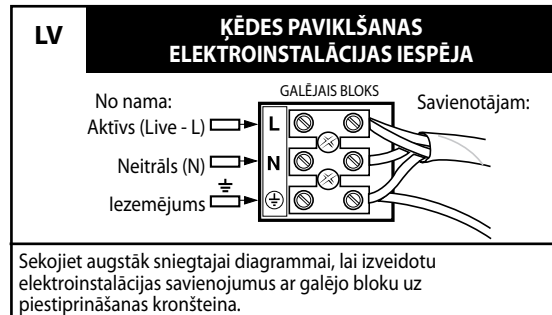 LV
ĶĒDES PAVIKLŠANAS
ELEKTROINSTALĀCIJAS IESPĒJA
GALĒJAIS BLOKS
No nama:
Savienotājam:
Aktīvs (Live - L)
L
Neitrāls (N)
N
Iezemējums
Sekojiet augstāk sniegtajai diagrammai, lai izveidotu
elektroinstalācijas savienojumus ar galējo bloku uz
piestiprināšanas kronšteina.